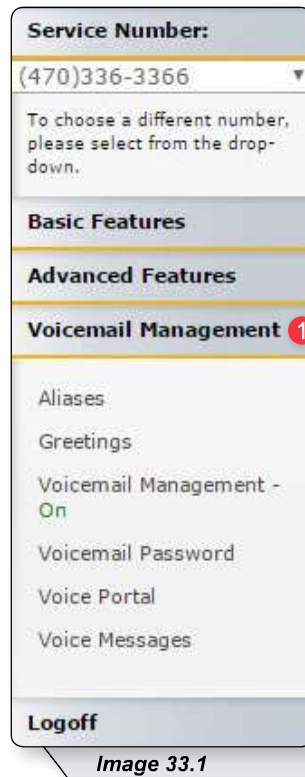 Service Number:
(470)336-3366 ▼
To choose a different number,
please select from the drop-
down.
Basic Features
Advanced Features
Voicemail Management 1
Aliases
Greetings
Voicemail Management -
On
Voicemail Password
Voice Portal
Voice Messages
Logoff
Image 33.1